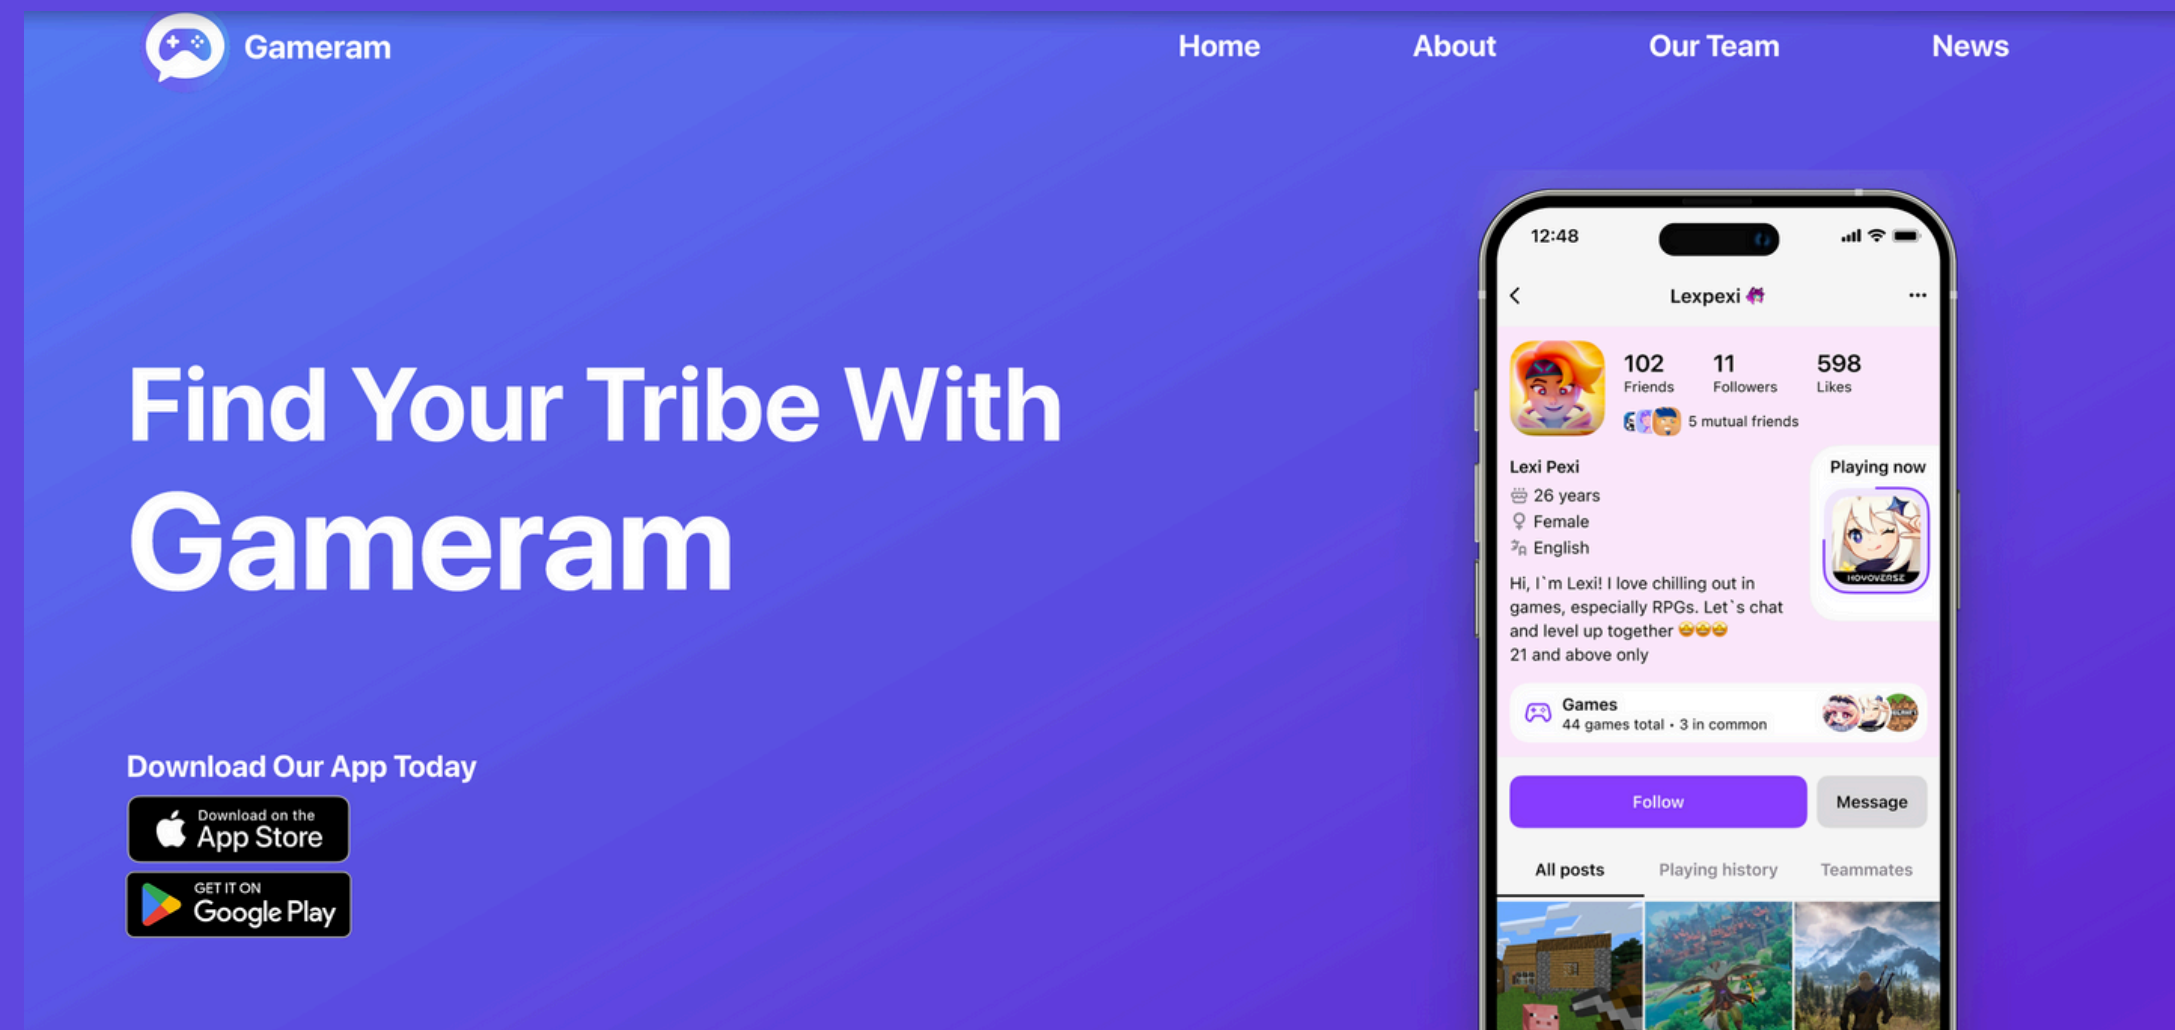 Gameram
Home
About
Our Team
News
Find Your Tribe With
Gameram
Download Our App Today
Download on the
App Store
GET IT ON
Google Play
12:48
Lexpexi
102
Friends
11
Followers
598
Likes
5 mutual friends
Lexi Pexi
26 years
Female
English
Playing now
HOYOVERSE
Hi, I`m Lexi! I love chilling out in
games, especially RPGs. Let`s chat
and level up together 🤩🤩🤩
21 and above only
Games
44 games total • 3 in common
Follow
Message
All posts
Playing history
Teammates